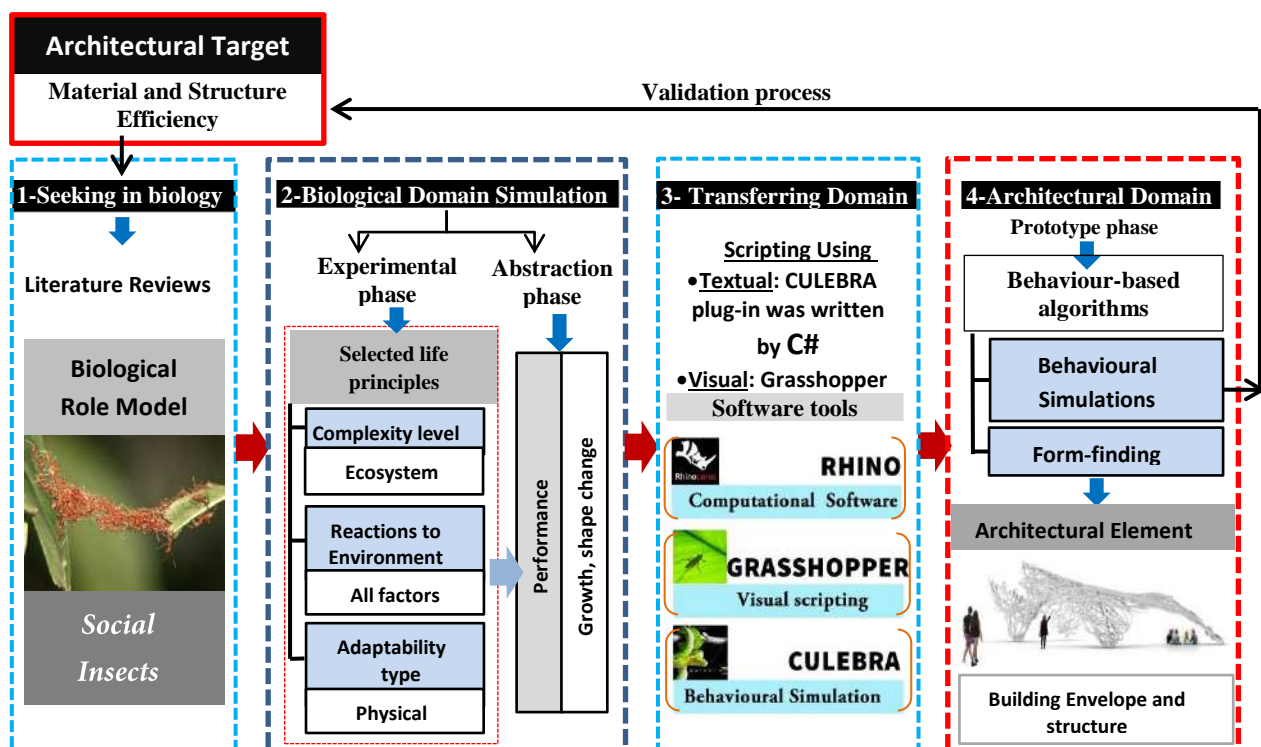 Architectural Target
Material and Structure
Efficiency
Validation process
1-Seeking in biology
Literature Reviews
Biological
Role Model
Social
Insects
2-Biological Domain Simulation
Experimental
phase
Abstraction
phase
Selected life
principles
Complexity level
Ecosystem
Reactions to
Environment
All factors
Adaptability
type
Physical
Performance
Growth, shape change
3- Transferring Domain
Scripting Using
•Textual: CULEBRA
plug-in was written
by C#
•Visual: Grasshopper
Software tools
RHINO
Computational Software
GRASSHOPPER
Visual scripting
CULEBRA
Behavioural Simulation
4-Architectural Domain
Prototype phase
Behaviour-based
algorithms
Behavioural
Simulations
Form-finding
Architectural Element
Building Envelope and
structure